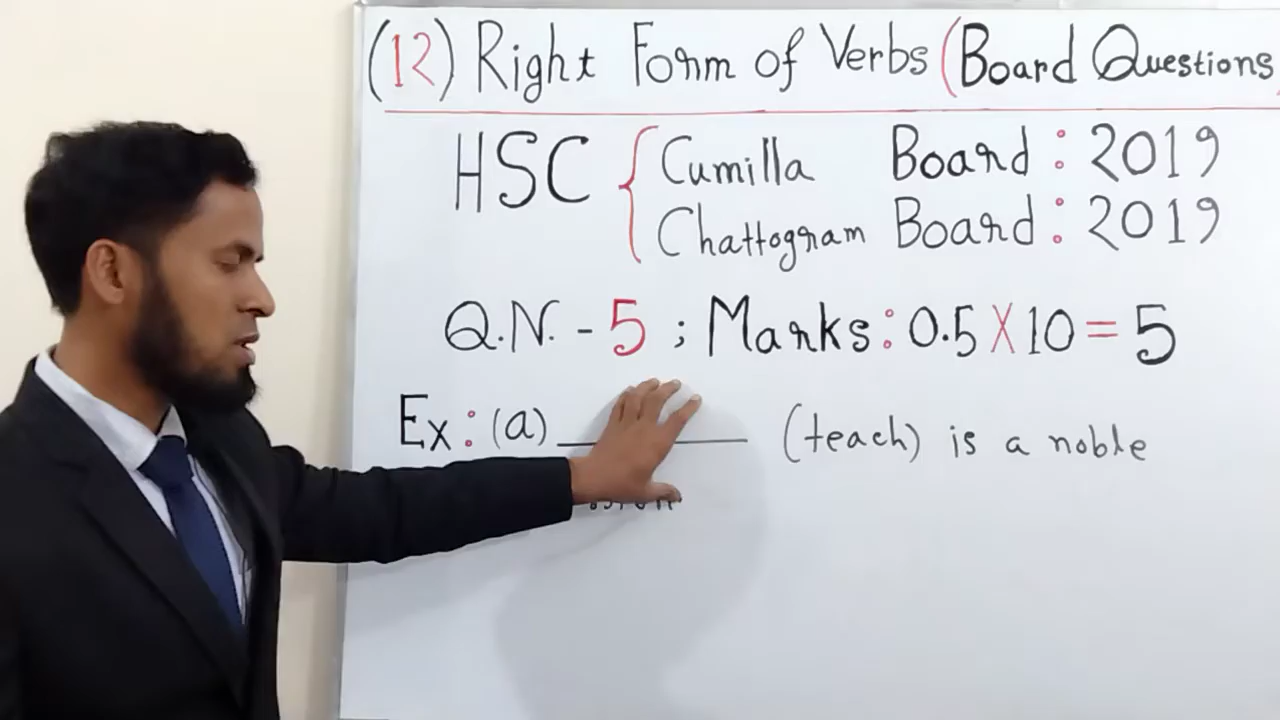 (12) Right Form of Verbs (Board Questions
HSC { Cumilla Board : 2019
Chattogram Board : 2019
Q.N. - 5 ; Marks : 0.5 X 10 = 5
Ex : (a) ________ (teach) is a noble